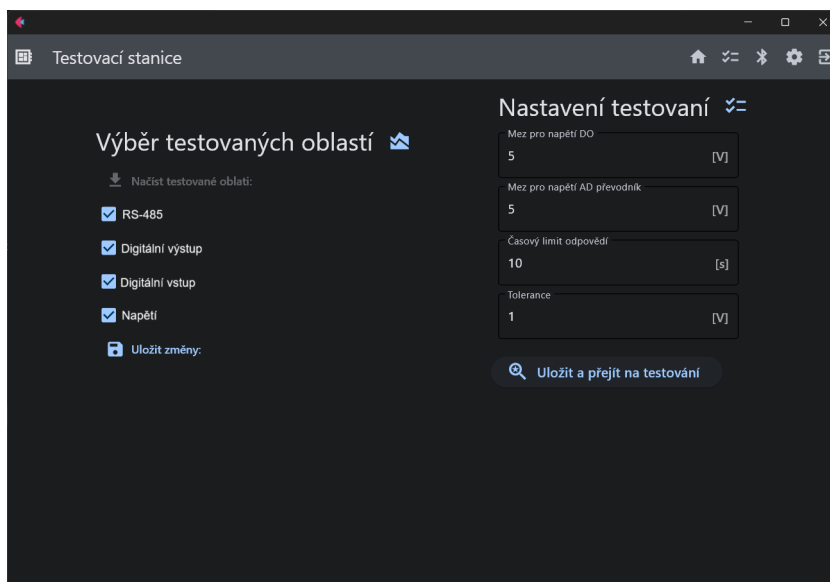 Testovací stanice
Výběr testovaných oblastí
Načíst testované oblati:
RS-485
Digitální výstup
Digitální vstup
Napětí
Uložit změny:
Nastavení testovaní
Mez pro napětí DO
5 [V]
Mez pro napětí AD převodník
5 [V]
Časový limit odpovědí
10 [s]
Tolerance
1 [V]
Uložit a přejít na testování